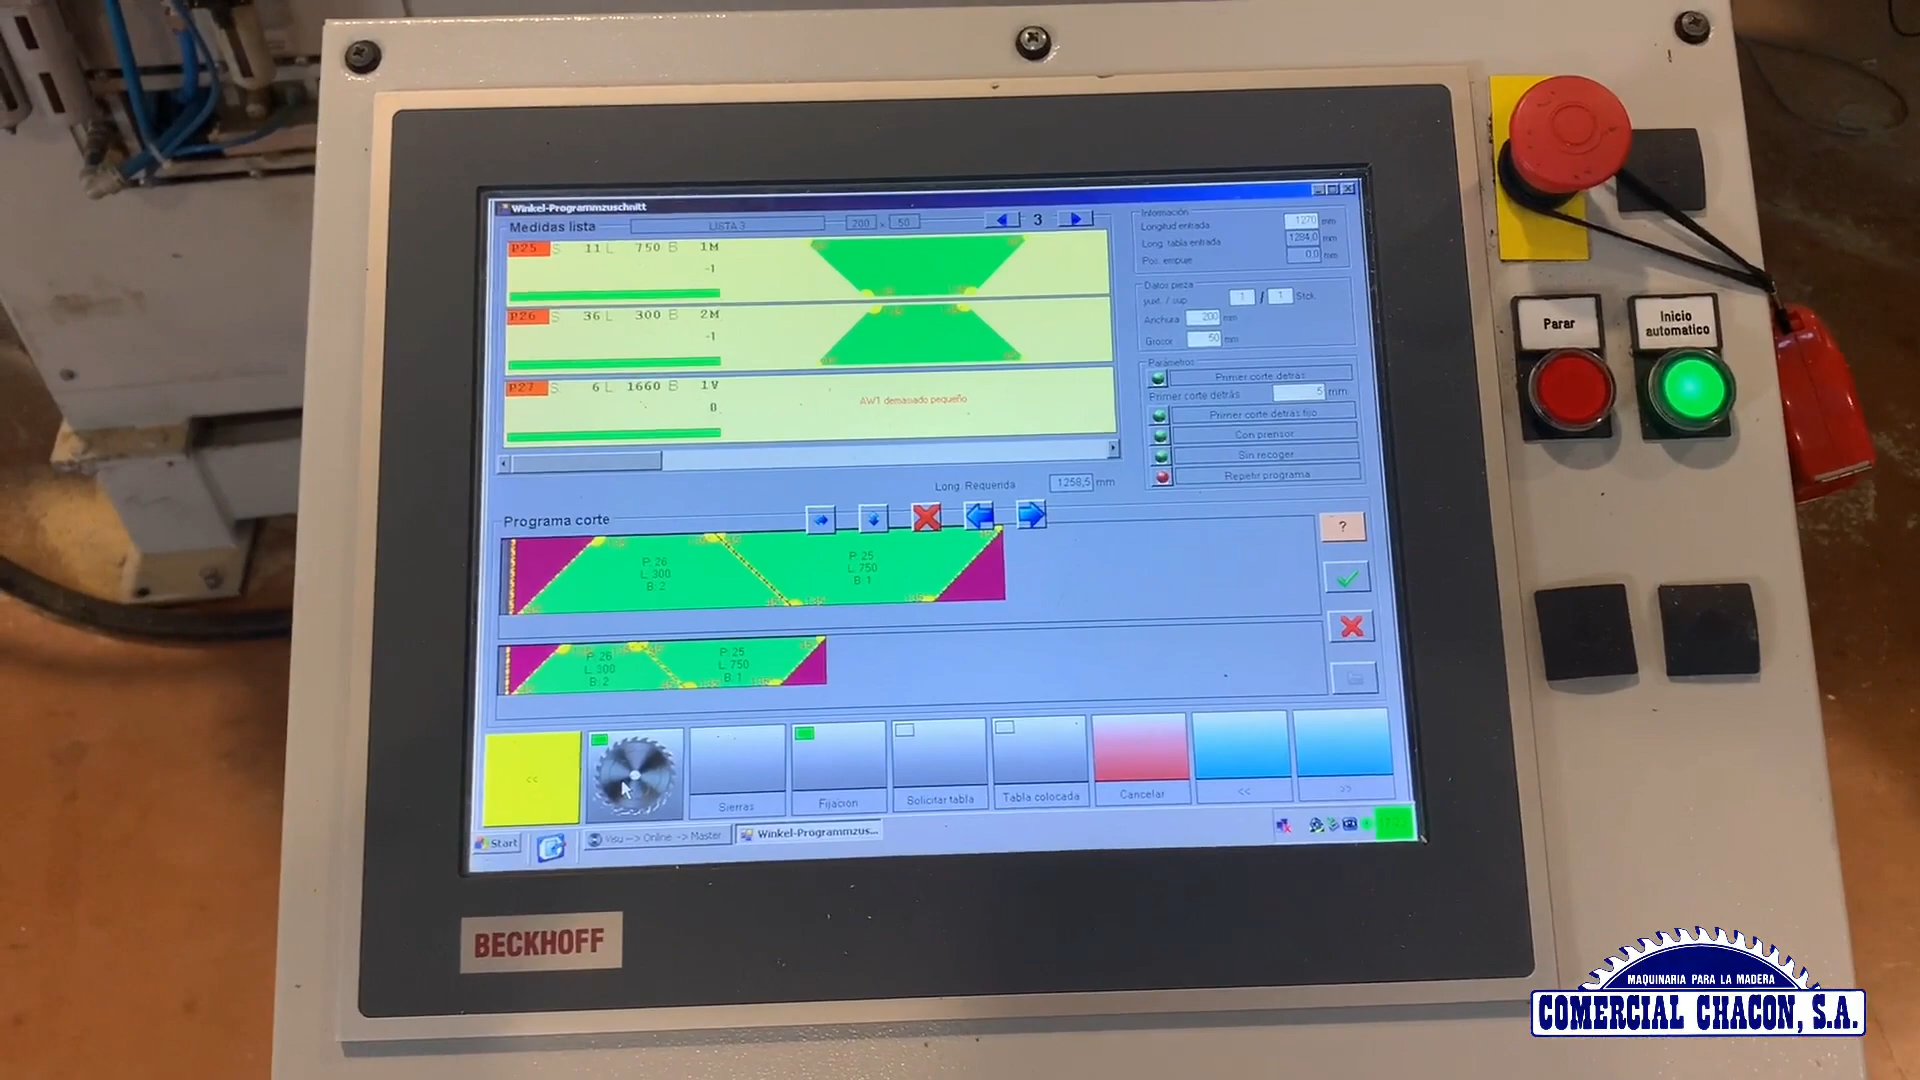 Winkel-Programmzuschnitt
Medidas lista
LISTA 3
200 x 50
3
P25 S 11 L 750 B 1M
-1
P26 S 36 L 300 B 2M
-1
P27 S 6 L 1660 B 1V
0
AW1 demasiado pequeño
Información
Longitud entrada 1270 mm
Long. tabla entrada 1284,0 mm
Pos. empuje 0,0 mm
Datos pieza
yuxt. / sup 1 / 1 Stck.
Anchura 200 mm
Grosor 50 mm
Parámetros
Primer corte detrás
Primer corte detrás 5 mm
Primer corte detrás fijo
Con prensor
Sin recoger
Repetir programa
Long. Requerida 1258,5 mm
Programa corte
P: 26
L: 300
B: 2
P: 25
L: 750
B: 1
?
P: 26
L: 300
B: 2
P: 25
L: 750
B: 1
<<
Sierras
Fijación
Solicitar tabla
Tabla colocada
Cancelar
<<
>>
Start
Visu --> Online -> Master
Winkel-Programmzus...
BECKHOFF
Parar
Inicio
automatico
MAQUINARIA PARA LA MADERA
COMERCIAL CHACON, S.A.